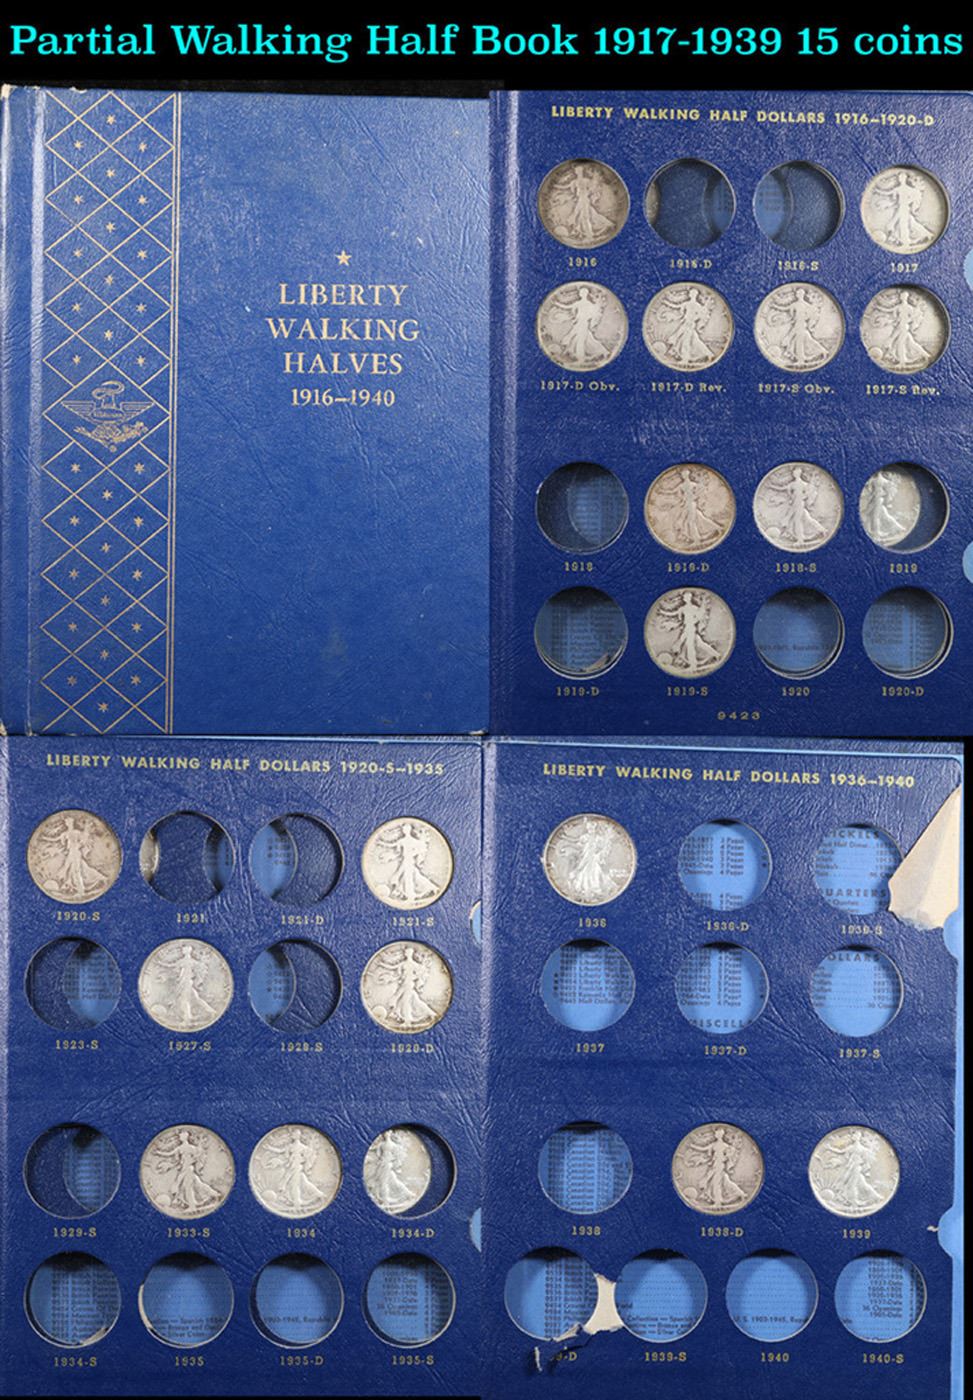 Partial Walking Half Book 1917-1939 15 coins
★
LIBERTY
WALKING
HALVES
1916–1940
LIBERTY WALKING HALF DOLLARS 1916–1920-D
1916 1916-D 1916-S 1917
1917-D Obv. 1917-D Rev. 1917-S Obv. 1917-S Rev.
1918 1918-D 1918-S 1919
1919-D 1919-S 1920 1920-D
9423
LIBERTY WALKING HALF DOLLARS 1920-S–1935
1920-S 1921 1921-D 1921-S
1923-S 1927-S 1928-S 1929-D
1929-S 1933-S 1934 1934-D
1934-S 1935 1935-D 1935-S
LIBERTY WALKING HALF DOLLARS 1936–1940
1936 1936-D 1936-S
1937 1937-D 1937-S
1938 1938-D 1939
9-D 1939-S 1940 1940-S